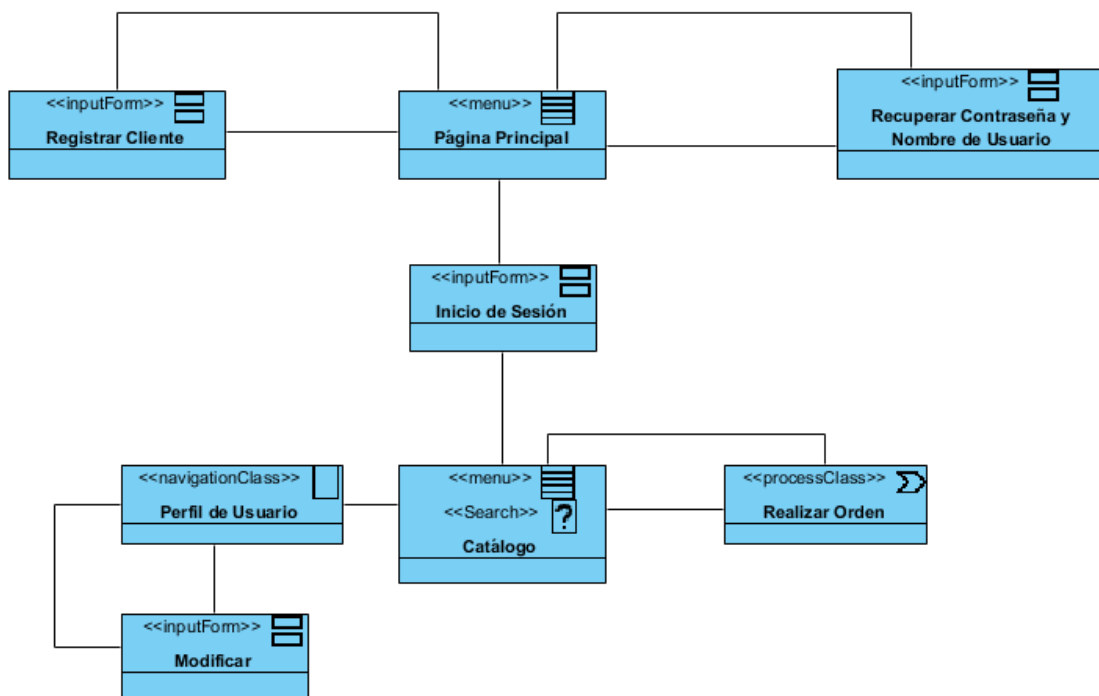 <<inputForm>>
Registrar Cliente
<<menu>>
Página Principal
<<inputForm>>
Recuperar Contraseña y
Nombre de Usuario
<<inputForm>>
Inicio de Sesión
<<navigationClass>>
Perfil de Usuario
<<menu>>
<<Search>>
?
Catálogo
<<processClass>>
Realizar Orden
<<inputForm>>
Modificar